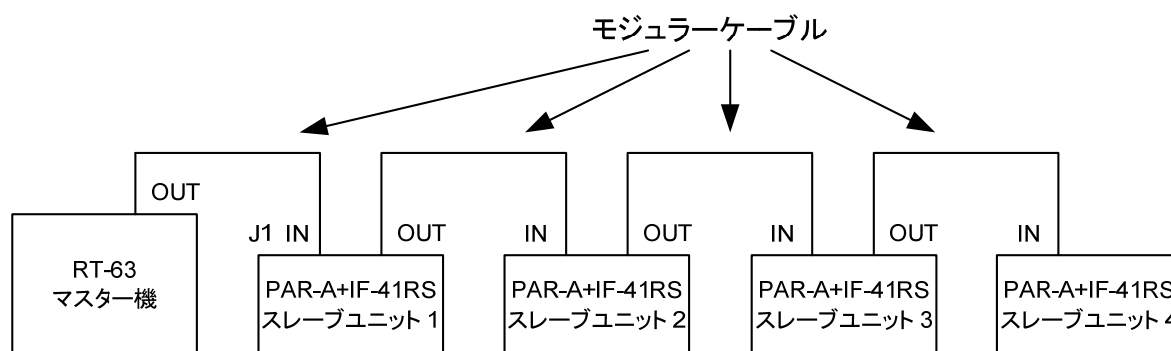 モジュラーケーブル
OUT
J1 IN
OUT
IN
OUT
IN
OUT
IN
RT-63
マスター機
PAR-A+IF-41RS
スレーブユニット 1
PAR-A+IF-41RS
スレーブユニット 2
PAR-A+IF-41RS
スレーブユニット 3
PAR-A+IF-41RS
スレーブユニット 4